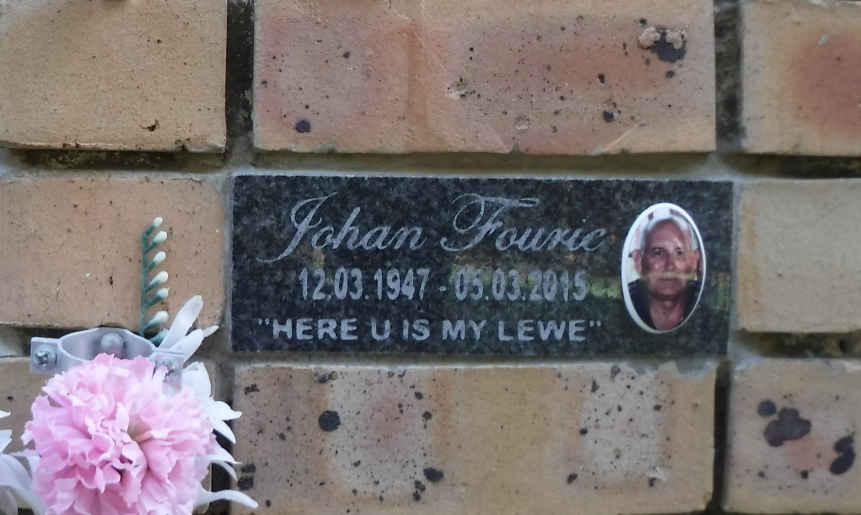 Johan Fourie
12.03.1947 - 05.03.2015
"HERE U IS MY LEWE"